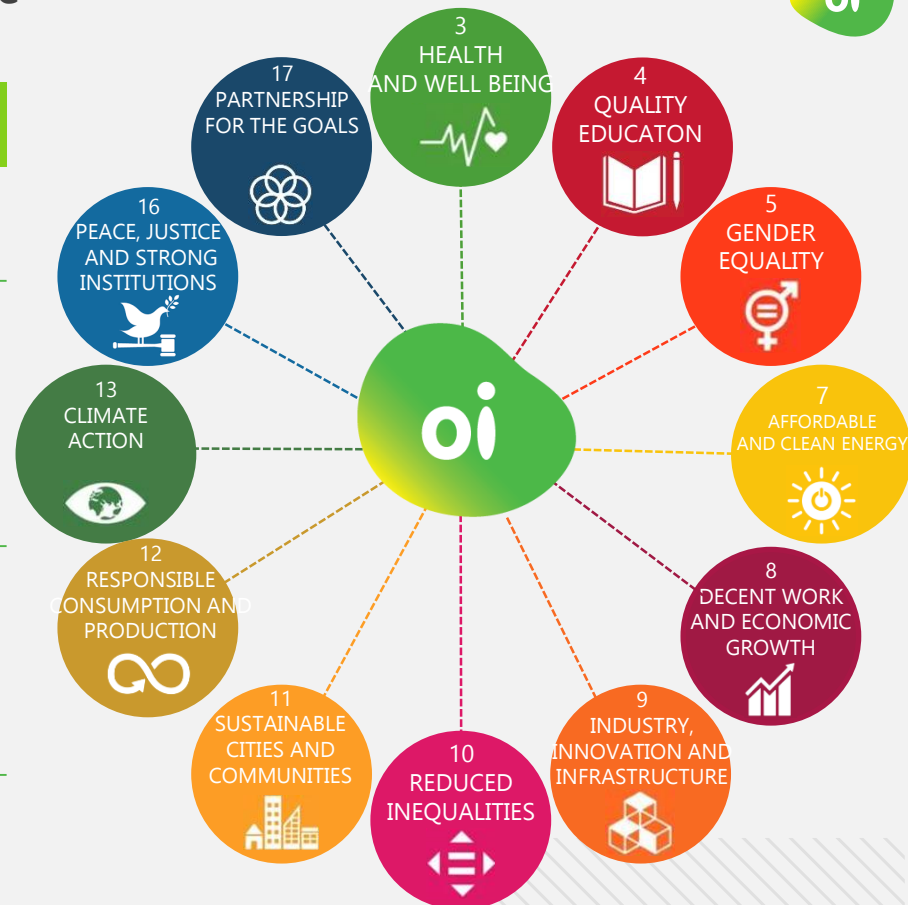 oi
3
HEALTH
AND WELL BEING
4
QUALITY
EDUCATON
5
GENDER
EQUALITY
7
AFFORDABLE
AND CLEAN ENERGY
8
DECENT WORK
AND ECONOMIC
GROWTH
9
INDUSTRY,
INNOVATION AND
INFRASTRUCTURE
10
REDUCED
INEQUALITIES
11
SUSTAINABLE
CITIES AND
COMMUNITIES
12
RESPONSIBLE
CONSUMPTION AND
PRODUCTION
13
CLIMATE
ACTION
16
PEACE, JUSTICE
AND STRONG
INSTITUTIONS
17
PARTNERSHIP
FOR THE GOALS
oi